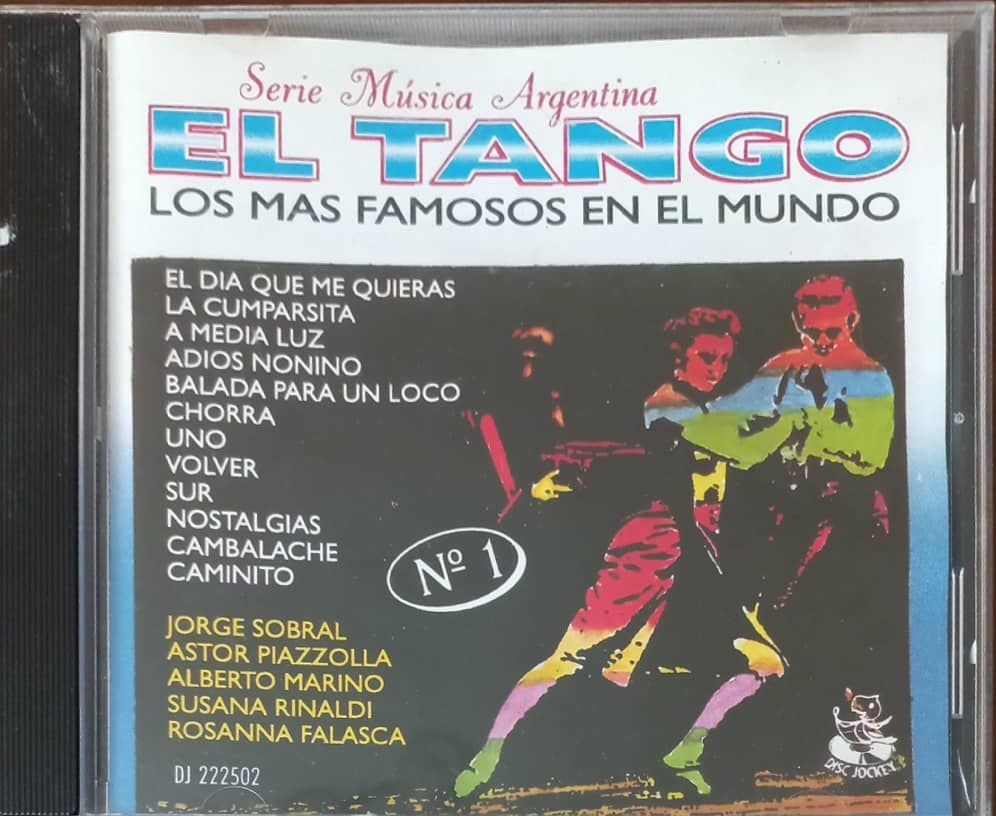 Serie Música Argentina
EL TANGO
LOS MAS FAMOSOS EN EL MUNDO
EL DIA QUE ME QUIERAS
LA CUMPARSITA
A MEDIA LUZ
ADIOS NONINO
BALADA PARA UN LOCO
CHORRA
UNO
VOLVER
SUR
NOSTALGIAS
CAMBALACHE
CAMINITO
Nº 1
JORGE SOBRAL
ASTOR PIAZZOLLA
ALBERTO MARINO
SUSANA RINALDI
ROSANNA FALASCA
DJ 222502
DISC JOCKEY